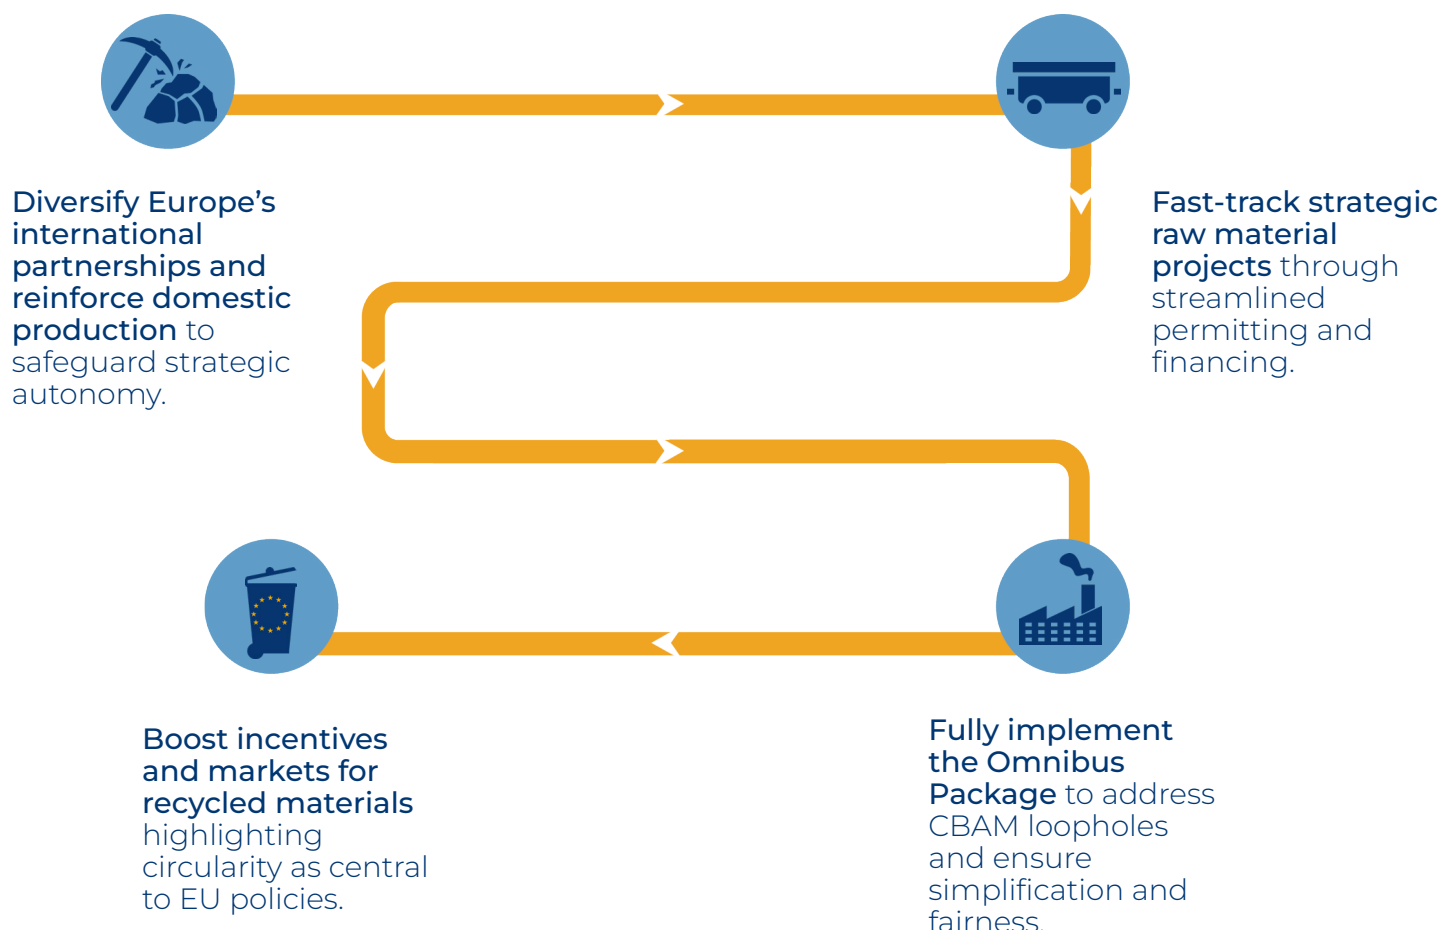 Diversify Europe’s
international
partnerships and
reinforce domestic
production to
safeguard strategic
autonomy.
Fast-track strategic
raw material
projects through
streamlined
permitting and
financing.
Boost incentives
and markets for
recycled materials
highlighting
circularity as central
to EU policies.
Fully implement
the Omnibus
Package to address
CBAM loopholes
and ensure
simplification and
fairness.